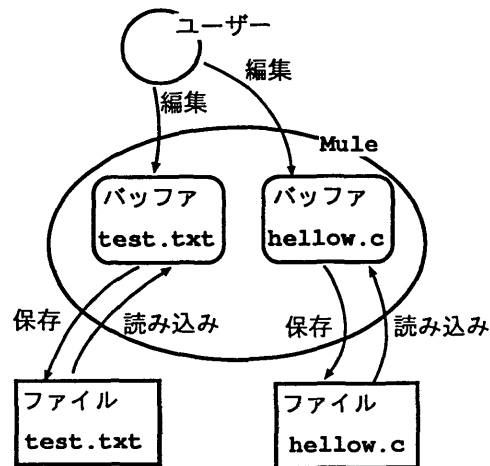 ユーザー
編集
編集
Mule
バッファ
test.txt
バッファ
hellow.c
保存
読み込み
保存
読み込み
ファイル
test.txt
ファイル
hellow.c